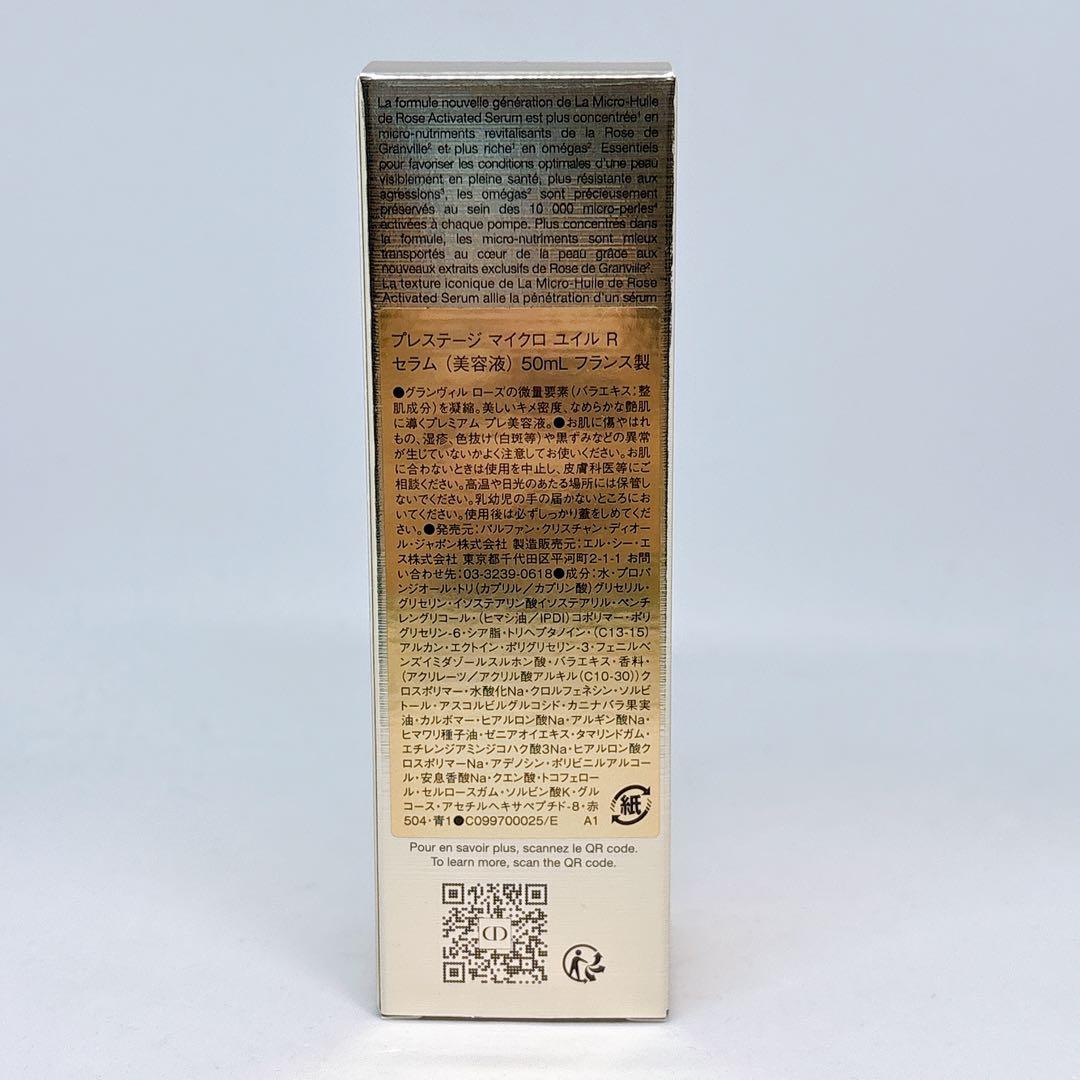 La formule nouvelle génération de La Micro-Huile
de Rose Activated Serum est plus concentrée¹ en
micro-nutriments revitalisants de la Rose de
Granville² et plus riche¹ en omégas². Essentiels
pour favoriser les conditions optimales d'une peau
visiblement en pleine santé, plus résistante aux
agressions³, les omégas² sont précieusement
préservés au sein des 10 000 micro-perles⁴
activées à chaque pompe. Plus concentrés dans
la formule, les micro-nutriments sont mieux
transportés au cœur de la peau grâce aux
nouveaux extraits exclusifs de Rose de Granville².
La texture iconique de La Micro-Huile de Rose
Activated Serum allie la pénétration d'un sérum
プレステージ マイクロ ユイル R
セラム（美容液）50mL フランス製
●グランヴィル ローズの微量要素（バラエキス：整
肌成分）を凝縮。美しいキメ密度、なめらかな艶肌
に導くプレミアム プレ美容液。●お肌に傷やはれ
もの、湿疹、色抜け（白斑等）や黒ずみなどの異常
が生じていないかよく注意してお使いください。お肌
に合わないときは使用を中止し、皮膚科医等にご
相談ください。高温や日光のあたる場所には保管し
ないでください。乳幼児の手の届かないところにお
いてください。使用後は必ずしっかり蓋をしめてくだ
さい。●発売元：パルファン・クリスチャン・ディオー
ル・ジャポン株式会社 製造販売元：エル・シー・エ
ス株式会社 東京都千代田区平河町2-1-1 お問
い合わせ先：03-3239-0618●成分：水・プロパ
ンジオール・トリ（カプリル／カプリン酸）グリセリル・
グリセリン・イソステアリン酸イソステアリル・ペンチ
レングリコール・（ヒマシ油／IPDI）コポリマー・ポリ
グリセリン-6・シア脂・トリヘプタノイン・（C13-15）
アルカン・エクトイン・ポリグリセリン-3・フェニルベ
ンズイミダゾールスルホン酸・バラエキス・香料・
（アクリレーツ／アクリル酸アルキル（C10-30））ク
ロスポリマー・水酸化Na・クロルフェネシン・ソルビ
トール・アスコルビルグルコシド・カニナバラ果実
油・カルボマー・ヒアルロン酸Na・アルギン酸Na・
ヒマワリ種子油・ゼニアオイエキス・タマリンドガム・
エチレンジアミンジコハク酸3Na・ヒアルロン酸ク
ロスポリマーNa・アデノシン・ポリビニルアルコー
ル・安息香酸Na・クエン酸・トコフェロー
ル・セルロースガム・ソルビン酸K・グル
コース・アセチルヘキサペプチド-8・赤
504・青1●C099700025/E A1
紙
Pour en savoir plus, scannez le QR code.
To learn more, scan the QR code.
CD